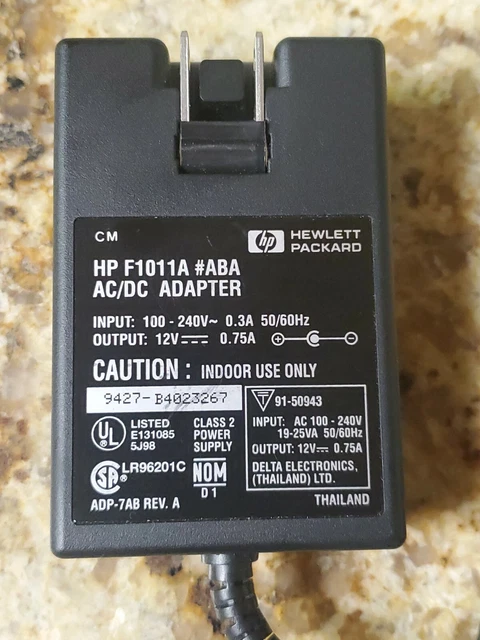 CM
hp HEWLETT
PACKARD
HP F1011A #ABA
AC/DC ADAPTER
INPUT: 100 - 240V~ 0.3A 50/60Hz
OUTPUT: 12V⎓ 0.75A + -
CAUTION: INDOOR USE ONLY
9427-B4023267
UL LISTED
E131085
5J98
CLASS 2
POWER
SUPPLY
SA LR96201C
NOM
D1
ADP-7AB REV. A
T 91-50943
INPUT: AC 100 - 240V
19-25VA 50/60Hz
OUTPUT: 12V⎓ 0.75A
DELTA ELECTRONICS,
(THAILAND) LTD.
THAILAND